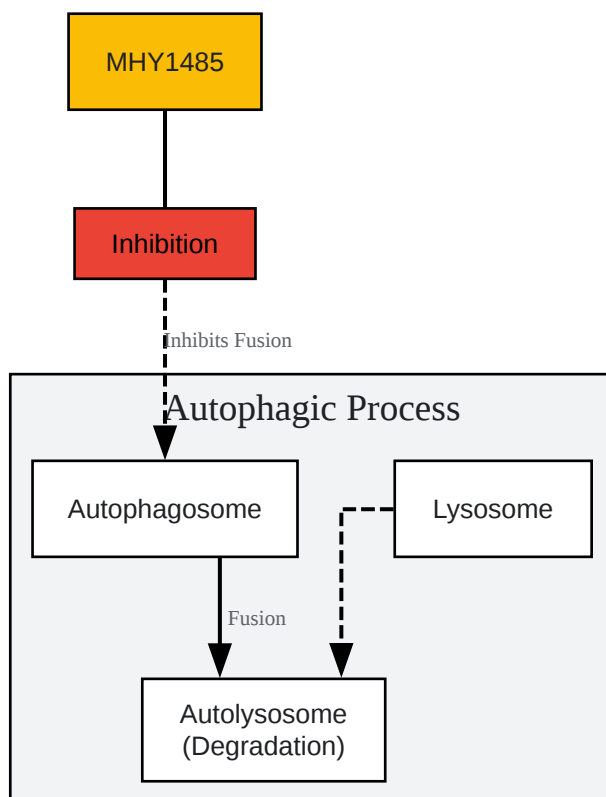 MHY1485
Inhibition
Inhibits Fusion
Autophagic Process
Autophagosome
Lysosome
Fusion
Autolysosome
(Degradation)